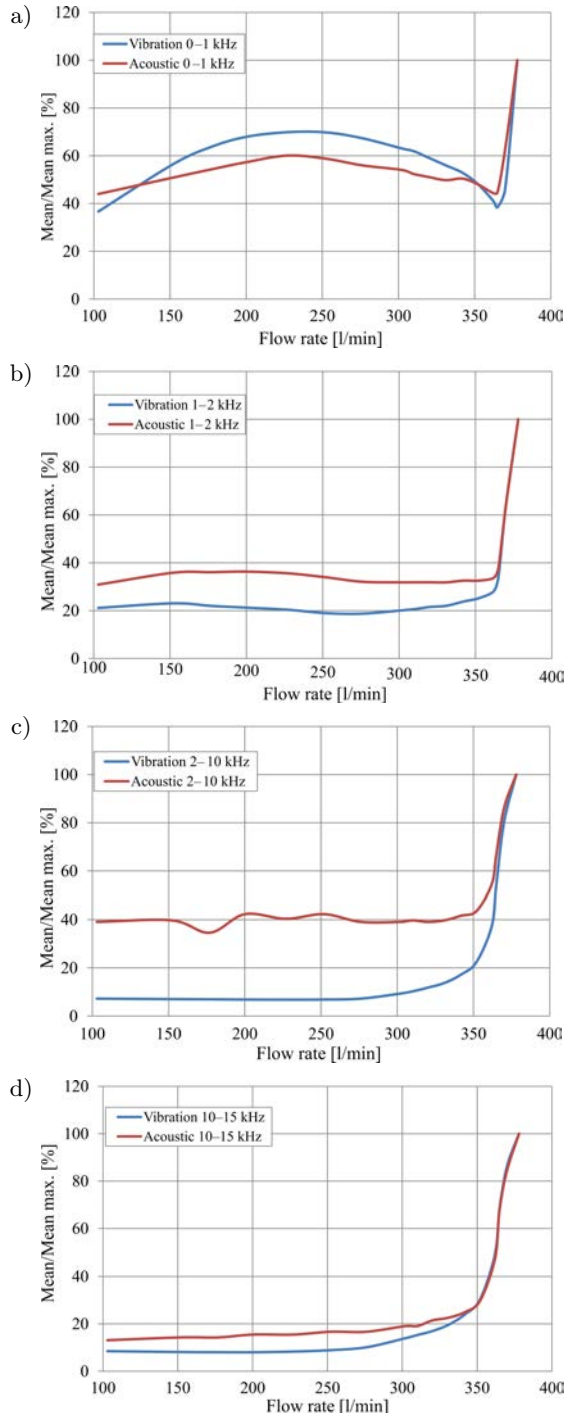 a)
120
100
80
60
40
20
0
Mean/Mean max. [%]
Vibration 0–1 kHz
Acoustic 0–1 kHz
100 150 200 250 300 350 400
Flow rate [l/min]
b)
120
100
80
60
40
20
0
Mean/Mean max. [%]
Vibration 1–2 kHz
Acoustic 1–2 kHz
100 150 200 250 300 350 400
Flow rate [l/min]
c)
120
100
80
60
40
20
0
Mean/Mean max. [%]
Vibration 2–10 kHz
Acoustic 2–10 kHz
100 150 200 250 300 350 400
Flow rate [l/min]
d)
120
100
80
60
40
20
0
Mean/Mean max. [%]
Vibration 10–15 kHz
Acoustic 10–15 kHz
100 150 200 250 300 350 400
Flow rate [l/min]